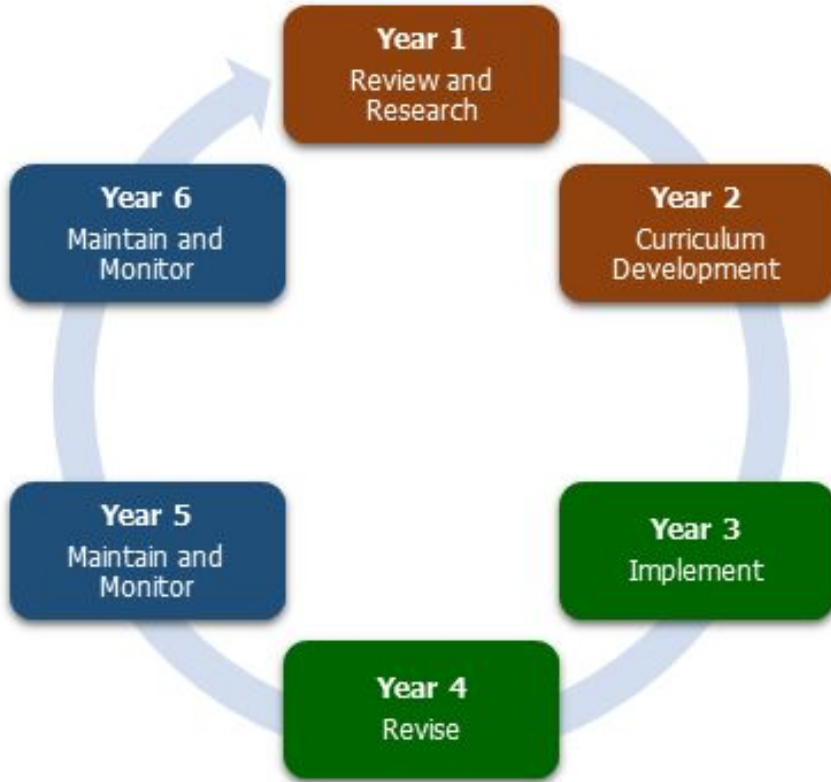 Year 1
Review and
Research
Year 2
Curriculum
Development
Year 3
Implement
Year 4
Revise
Year 5
Maintain and
Monitor
Year 6
Maintain and
Monitor